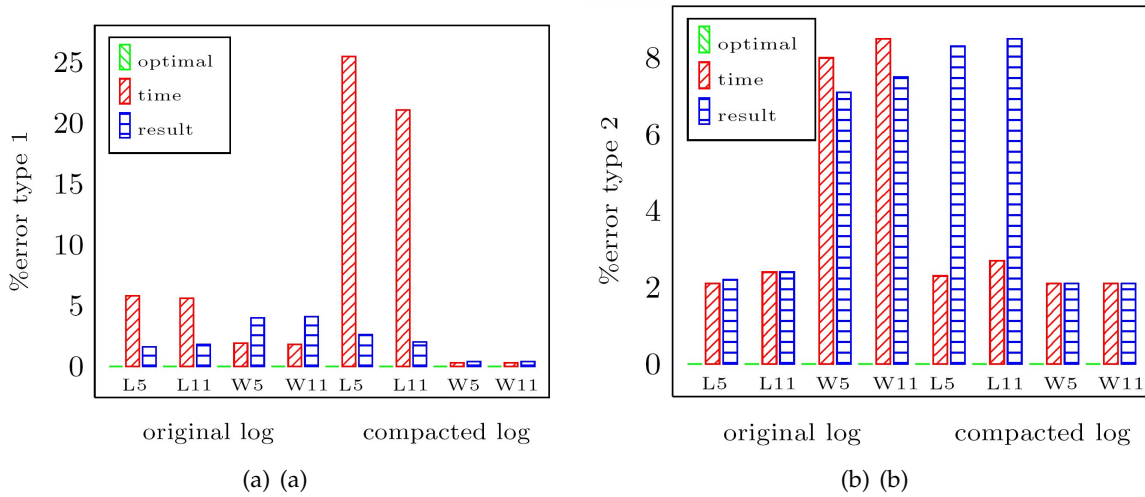 %error type 1
25
20
15
10
5
0
optimal
time
result
L5 L11 W5 W11 L5 L11 W5 W11
original log compacted log
(a) (a)
%error type 2
8
6
4
2
0
optimal
time
result
L5 L11 W5 W11 L5 L11 W5 W11
original log compacted log
(b) (b)